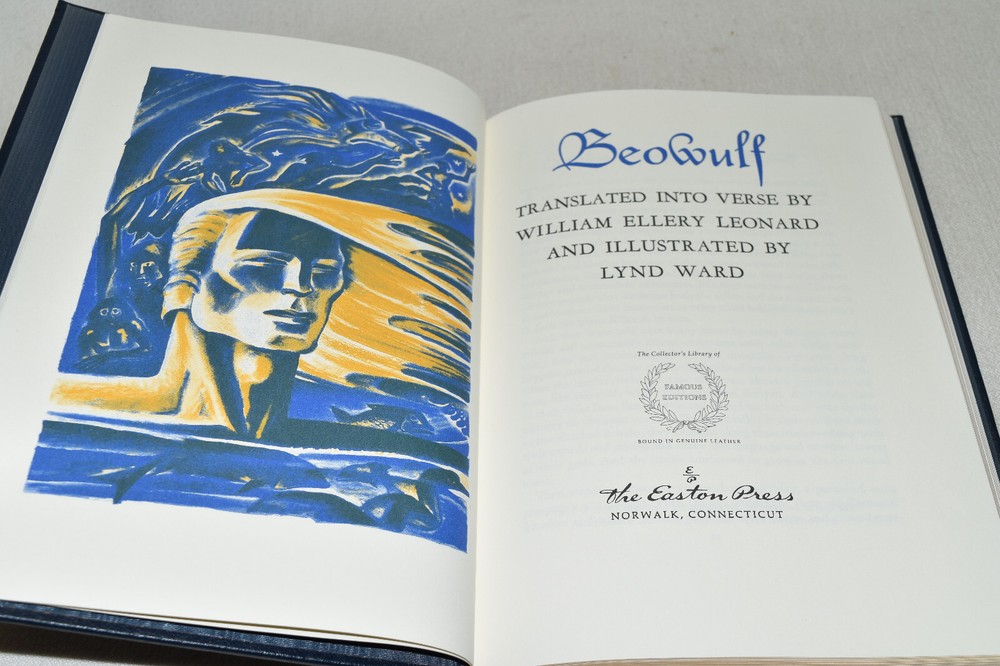 Beowulf
TRANSLATED INTO VERSE BY
WILLIAM ELLERY LEONARD
AND ILLUSTRATED BY
LYND WARD
The Collector's Library of
FAMOUS
EDITIONS
BOUND IN GENUINE LEATHER
E
P
The Easton Press
NORWALK, CONNECTICUT